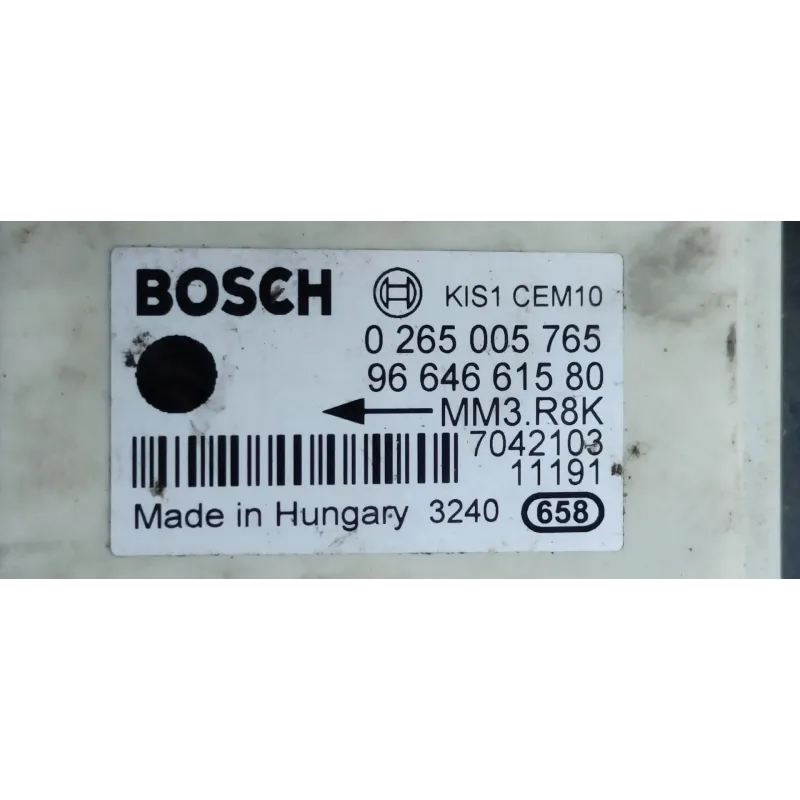 BOSCH KIS1 CEM10
0 265 005 765
96 646 615 80
MM3.R8K
7042103
11191
Made in Hungary 3240 658